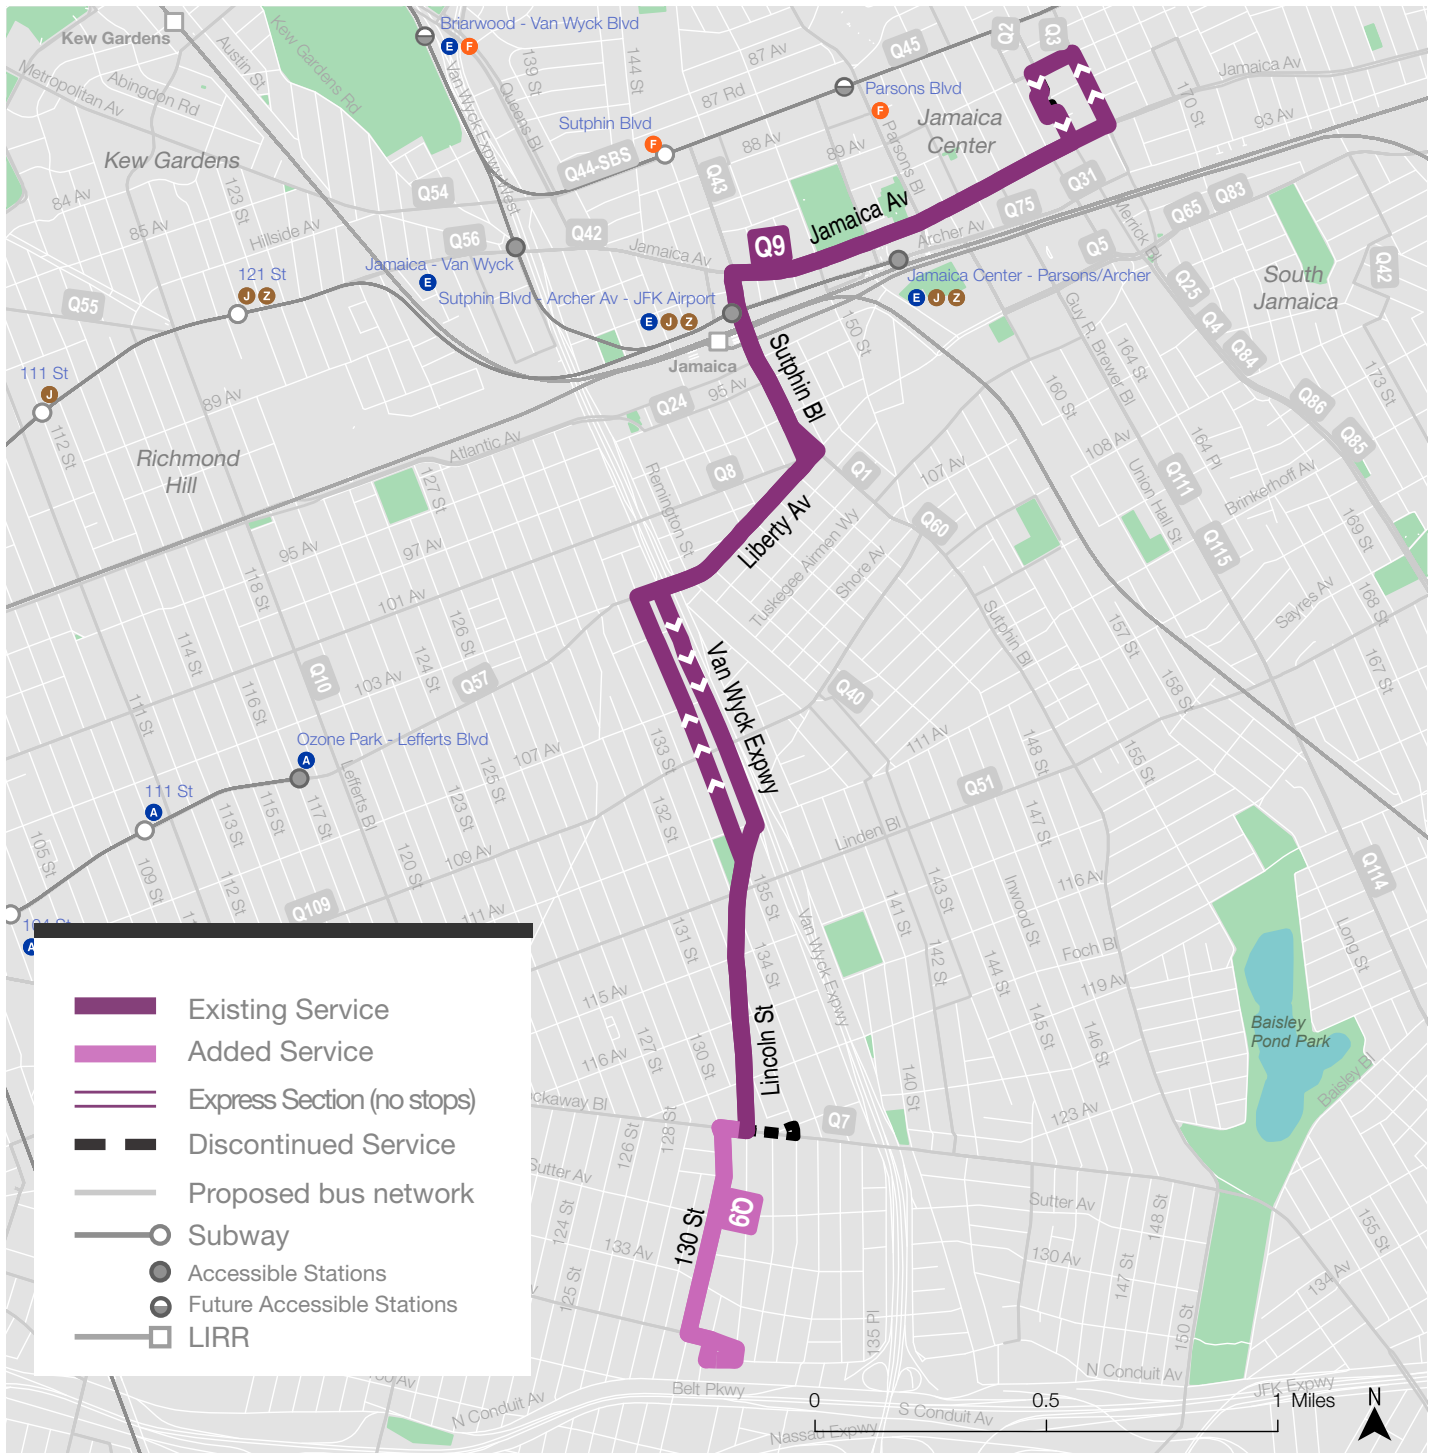 Kew Gardens
Briarwood - Van Wyck Blvd
E F
Metropolitan Av
Abingdon Rd
Austin St
Kew Gardens Rd
Van Wyck Expwy West
Queens Bl
139 St
144 St
87 Av
Q45
Q2
Q3
Jamaica Av
170 St
93 Av
87 Rd
Parsons Blvd
F
Jamaica
Center
Sutphin Blvd
F
Kew Gardens
Q44-SBS
88 Av
89 Av
Parsons Bl
Q43
84 Av
123 St
Q54
85 Av
Hillside Av
Q56
Q42
Jamaica Av
Q9
Jamaica Av
Q75
Q31
Q65
Q83
Archer Av
Merrick Bl
Q5
Q42
121 St
J Z
Jamaica - Van Wyck
E
Sutphin Blvd - Archer Av - JFK Airport
E J Z
Jamaica Center - Parsons/Archer
E J Z
South
Jamaica
Q25
Q4
Q84
Q55
111 St
J
Jamaica
150 St
Guy R. Brewer Bl
164 St
173 St
Sutphin Bl
95 Av
Q24
89 Av
112 St
160 St
Q86
Q85
Richmond
Hill
Atlantic Av
127 St
Remington St
Q8
Q1
107 Av
108 Av
164 Pl
Q111
Union Hall St
Brinkerhoff Av
169 St
Liberty Av
Q60
Q115
95 Av
97 Av
118 St
101 Av
Tuskegee Airmen Wy
Shore Av
Sutphin Bl
157 St
Sayres Av
168 St
167 St
114 St
126 St
124 St
Q10
103 Av
Q57
Van Wyck Expwy
Q40
158 St
116 St
111 St
Ozone Park - Lefferts Blvd
A
107 Av
133 St
111 Av
148 St
155 St
111 St
A
Lefferts Bl
125 St
123 St
Q51
147 St
113 St
115 St
117 St
132 St
Linden Bl
105 St
109 St
112 St
120 St
109 Av
135 St
143 St
141 St
Inwood St
116 Av
Q114
Q109
111 Av
131 St
134 St
Van Wyck Expwy
142 St
144 St
Foch Bl
119 Av
Long St
A
115 Av
116 Av
127 St
130 St
Lincoln St
145 St
146 St
140 St
Baisley
Pond Park
Baisley Bl
Q7
123 Av
126 St
128 St
Sutter Av
124 St
Q9
130 St
133 Av
125 St
Sutter Av
148 St
130 Av
147 St
155 St
134 Av
150 St
135 Pl
N Conduit Av
JFK Expwy
Belt Pkwy
N Conduit Av
S Conduit Av
Nassau Expwy
Existing Service
Added Service
Express Section (no stops)
Discontinued Service
Proposed bus network
Subway
Accessible Stations
Future Accessible Stations
LIRR
0 0.5 1 Miles
N